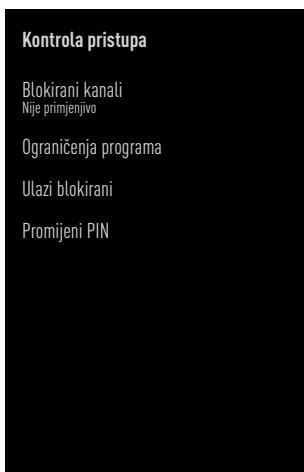 Kontrola pristupa
Blokirani kanali
Nije primjenjivo
Ograničenja programa
Ulazi blokirani
Promijeni PIN